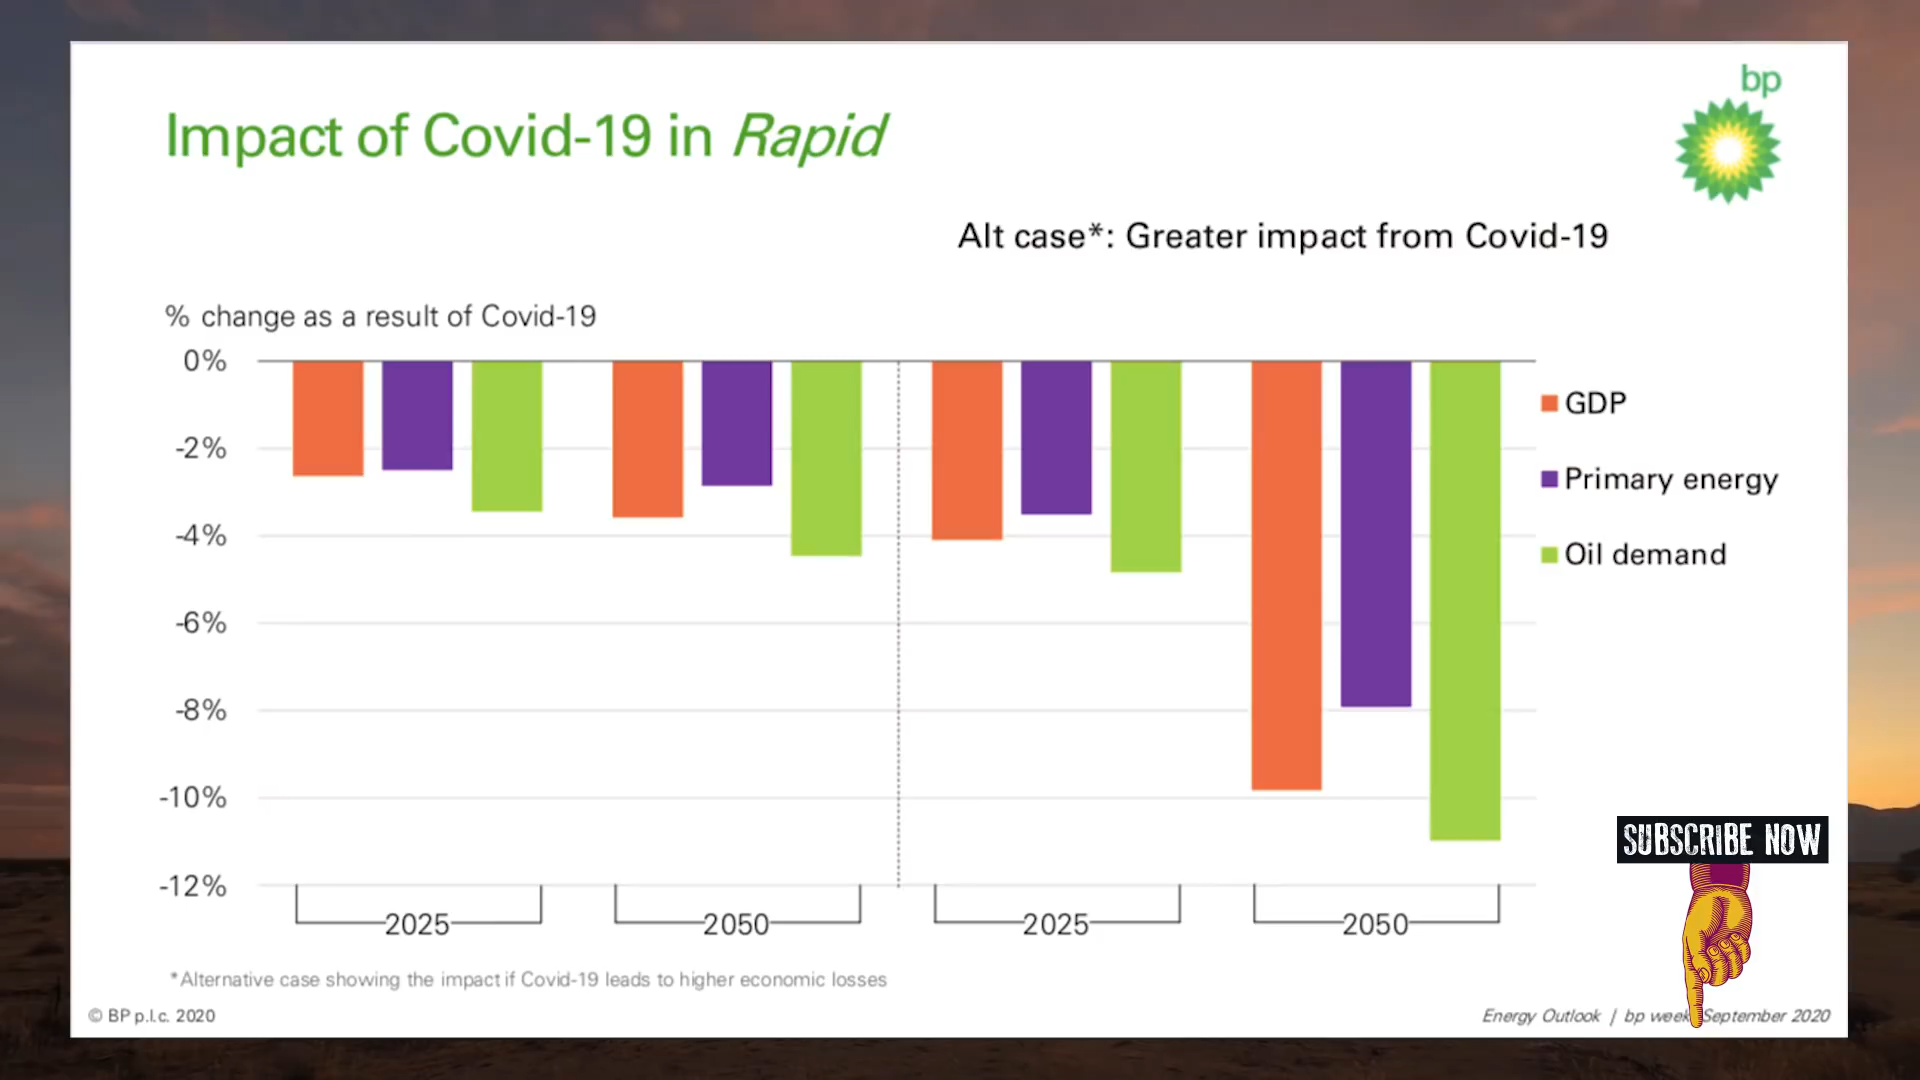 bp
Impact of Covid-19 in Rapid
Alt case*: Greater impact from Covid-19
% change as a result of Covid-19
0%
-2%
-4%
-6%
-8%
-10%
-12%
GDP
Primary energy
Oil demand
2025
2050
2025
2050
SUBSCRIBE NOW
*Alternative case showing the impact if Covid-19 leads to higher economic losses
© BP p.l.c. 2020
Energy Outlook | bp week September 2020